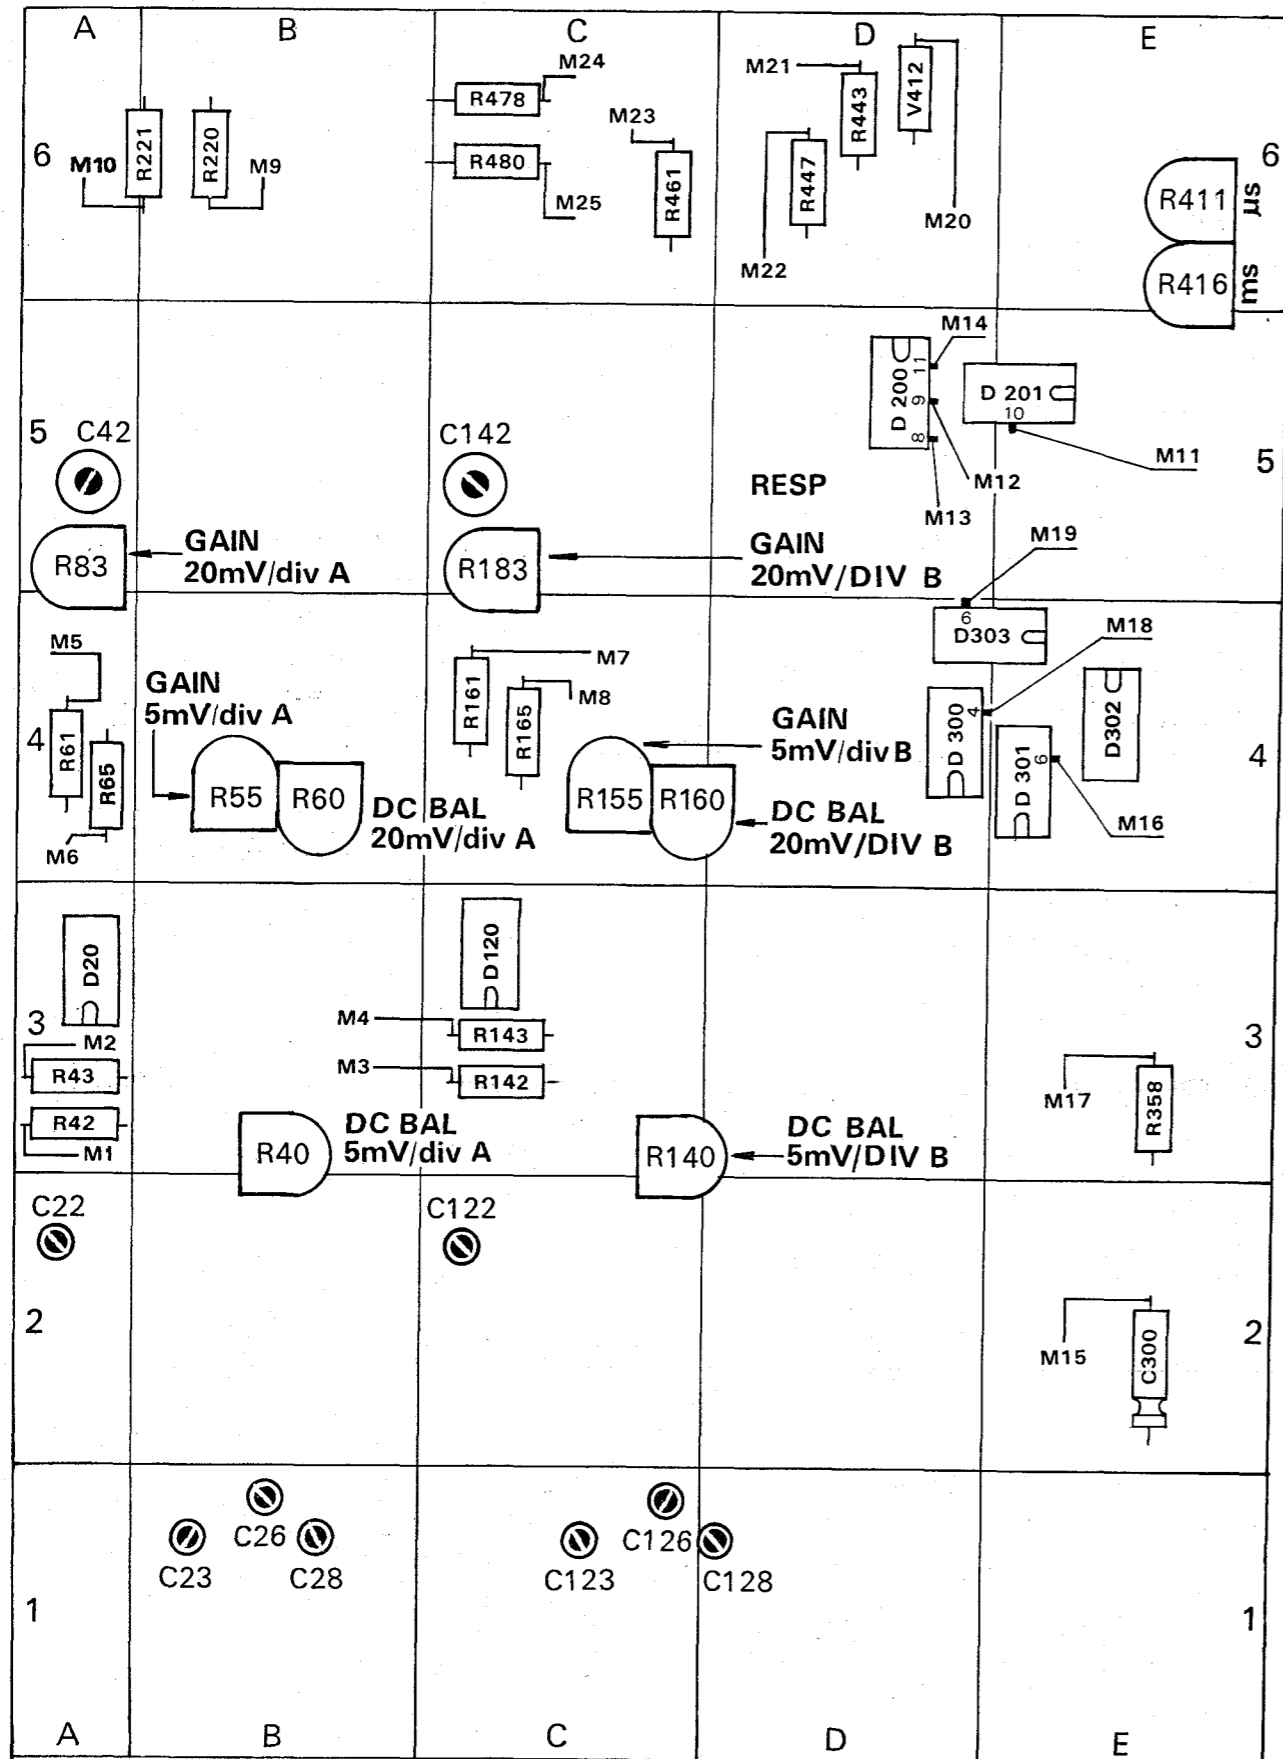 A B C D E
M24
M21
R478
M23
R443
V412
6
M10
R221
R220
M9
R480
R461
M25
M22
R447
M20
R411 µs
6
R416 ms
M14
D 200
11
9
8
D 201
10
5
C42
C142
M11
5
RESP
M12
M13
R83
GAIN
20mV/div A
R183
GAIN
20mV/DIV B
M19
6
D303
M18
M5
M7
M8
R161
R165
GAIN
5mV/div A
4
R61
R65
M6
R55
R60
DC BAL
20mV/div A
R155
R160
GAIN
5mV/div B
DC BAL
20mV/DIV B
D 300
4
D 301
6
D302
M16
4
D20
D120
3
M2
R43
R42
M1
M4
R143
M3
R142
M17
R358
3
R40
DC BAL
5mV/div A
R140
DC BAL
5mV/DIV B
C22
C122
2
M15
C300
2
C26
C23
C28
C126
C123
C128
1
1
A B C D E